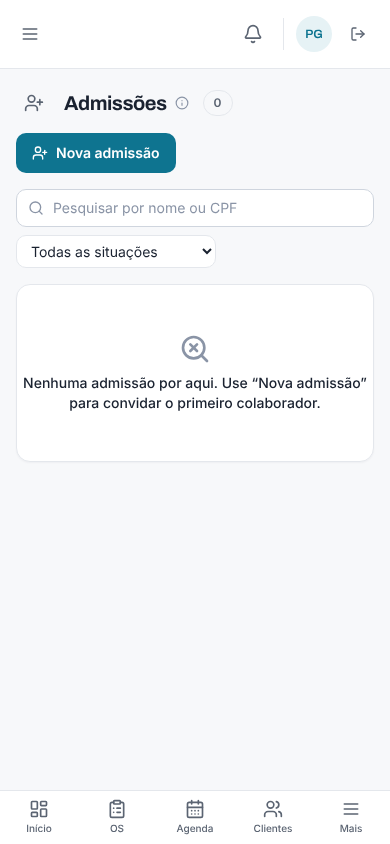 PG
Admissões
0
Nova admissão
Pesquisar por nome ou CPF
Todas as situações
Nenhuma admissão por aqui. Use “Nova admissão”
para convidar o primeiro colaborador.
Início
OS
Agenda
Clientes
Mais